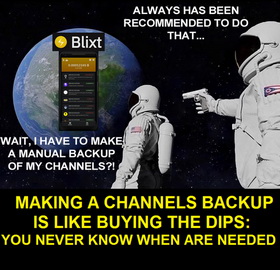 ALWAYS HAS BEEN
RECOMMENDED TO DO
THAT...
Blixt
WAIT, I HAVE TO MAKE
A MANUAL BACKUP
OF MY CHANNELS?!
MAKING A CHANNELS BACKUP
IS LIKE BUYING THE DIPS:
YOU NEVER KNOW WHEN ARE NEEDED